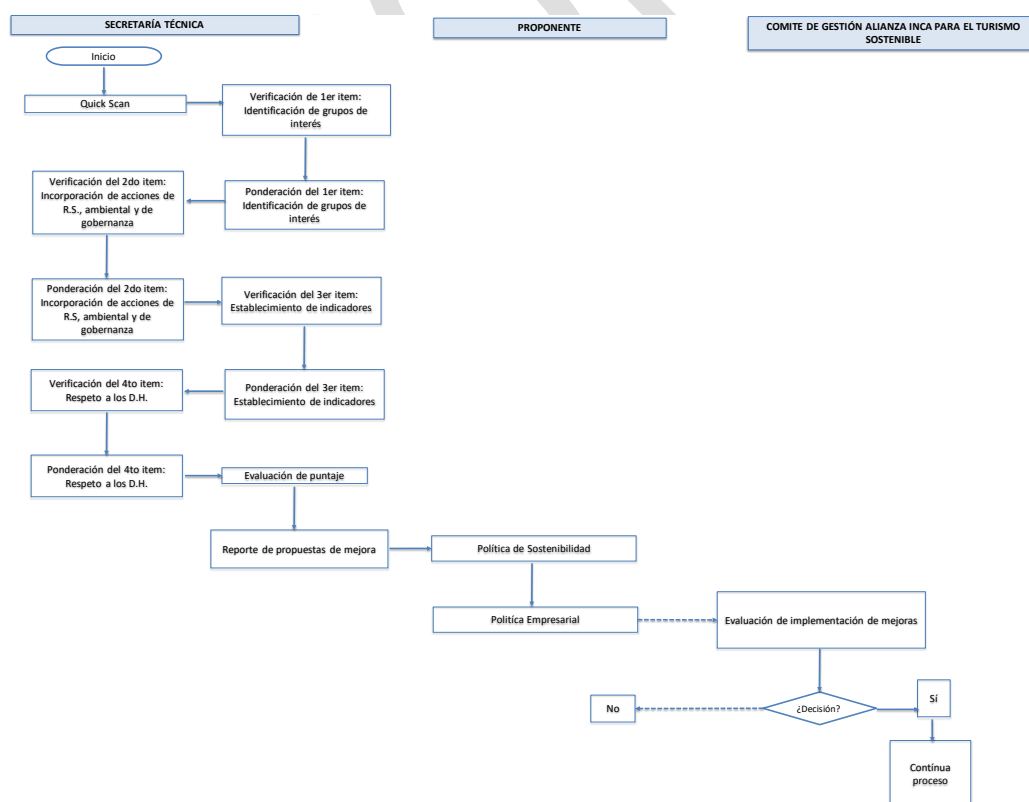 SECRETARÍA TÉCNICA
PROPONENTE
COMITE DE GESTIÓN ALIANZA INCA PARA EL TURISMO
SOSTENIBLE
Inicio
Quick Scan
Verificación de 1er item:
Identificación de grupos de
interés
Verificación del 2do item:
Incorporación de acciones de
R.S., ambiental y de
gobernanza
Ponderación del 1er item:
Identificación de grupos de
interés
Ponderación del 2do item:
Incorporación de acciones de
R.S, ambiental y de
gobernanza
Verificación del 3er item:
Establecimiento de indicadores
Verificación del 4to item:
Respeto a los D.H.
Ponderación del 3er item:
Establecimiento de indicadores
Ponderación del 4to item:
Respeto a los D.H.
Evaluación de puntaje
Reporte de propuestas de mejora
Política de Sostenibilidad
Politíca Empresarial
Evaluación de implementación de mejoras
No
¿Decisión?
Sí
Contínua
proceso